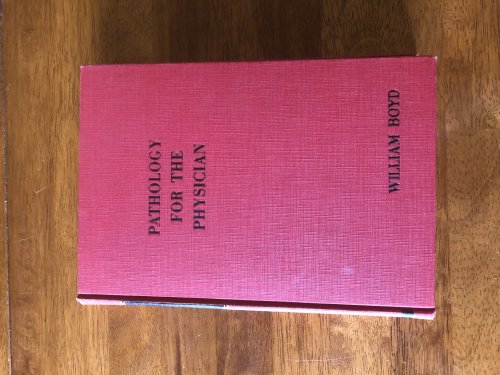 PATHOLOGY
FOR THE
PHYSICIAN
WILLIAM BOYD